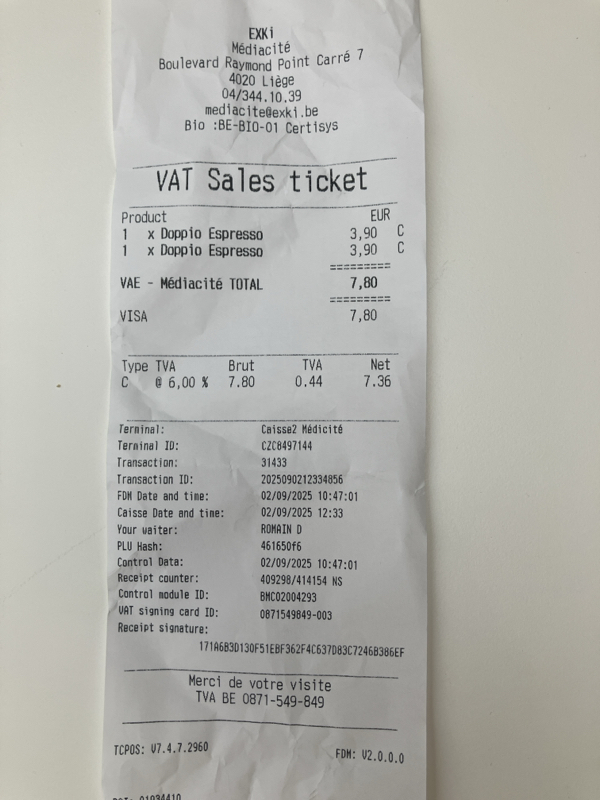 EXKi
Médiacité
Boulevard Raymond Point Carré 7
4020 Liège
04/344.10.39
mediacite@exki.be
Bio :BE-BIO-01 Certisys
VAT Sales ticket
Product EUR
1 x Doppio Espresso 3,90 C
1 x Doppio Espresso 3,90 C
=========
VAE - Médiacité TOTAL 7,80
=========
VISA 7,80
Type TVA Brut TVA Net
C @ 6,00 % 7.80 0.44 7.36
Terminal: Caisse2 Médicité
Terminal ID: CZC8497144
Transaction: 31433
Transaction ID: 2025090212334856
FDM Date and time: 02/09/2025 10:47:01
Caisse Date and time: 02/09/2025 12:33
Your waiter: ROMAIN D
PLU Hash: 461650f6
Control Data: 02/09/2025 10:47:01
Receipt counter: 409298/414154 NS
Control module ID: BMC02004293
VAT signing card ID: 0871549849-003
Receipt signature:
171A6B3D130F51EBF362F4C637D83C7246B386EF
Merci de votre visite
TVA BE 0871-549-849
TCPOS: V7.4.7.2960 FDM: V2.0.0.0